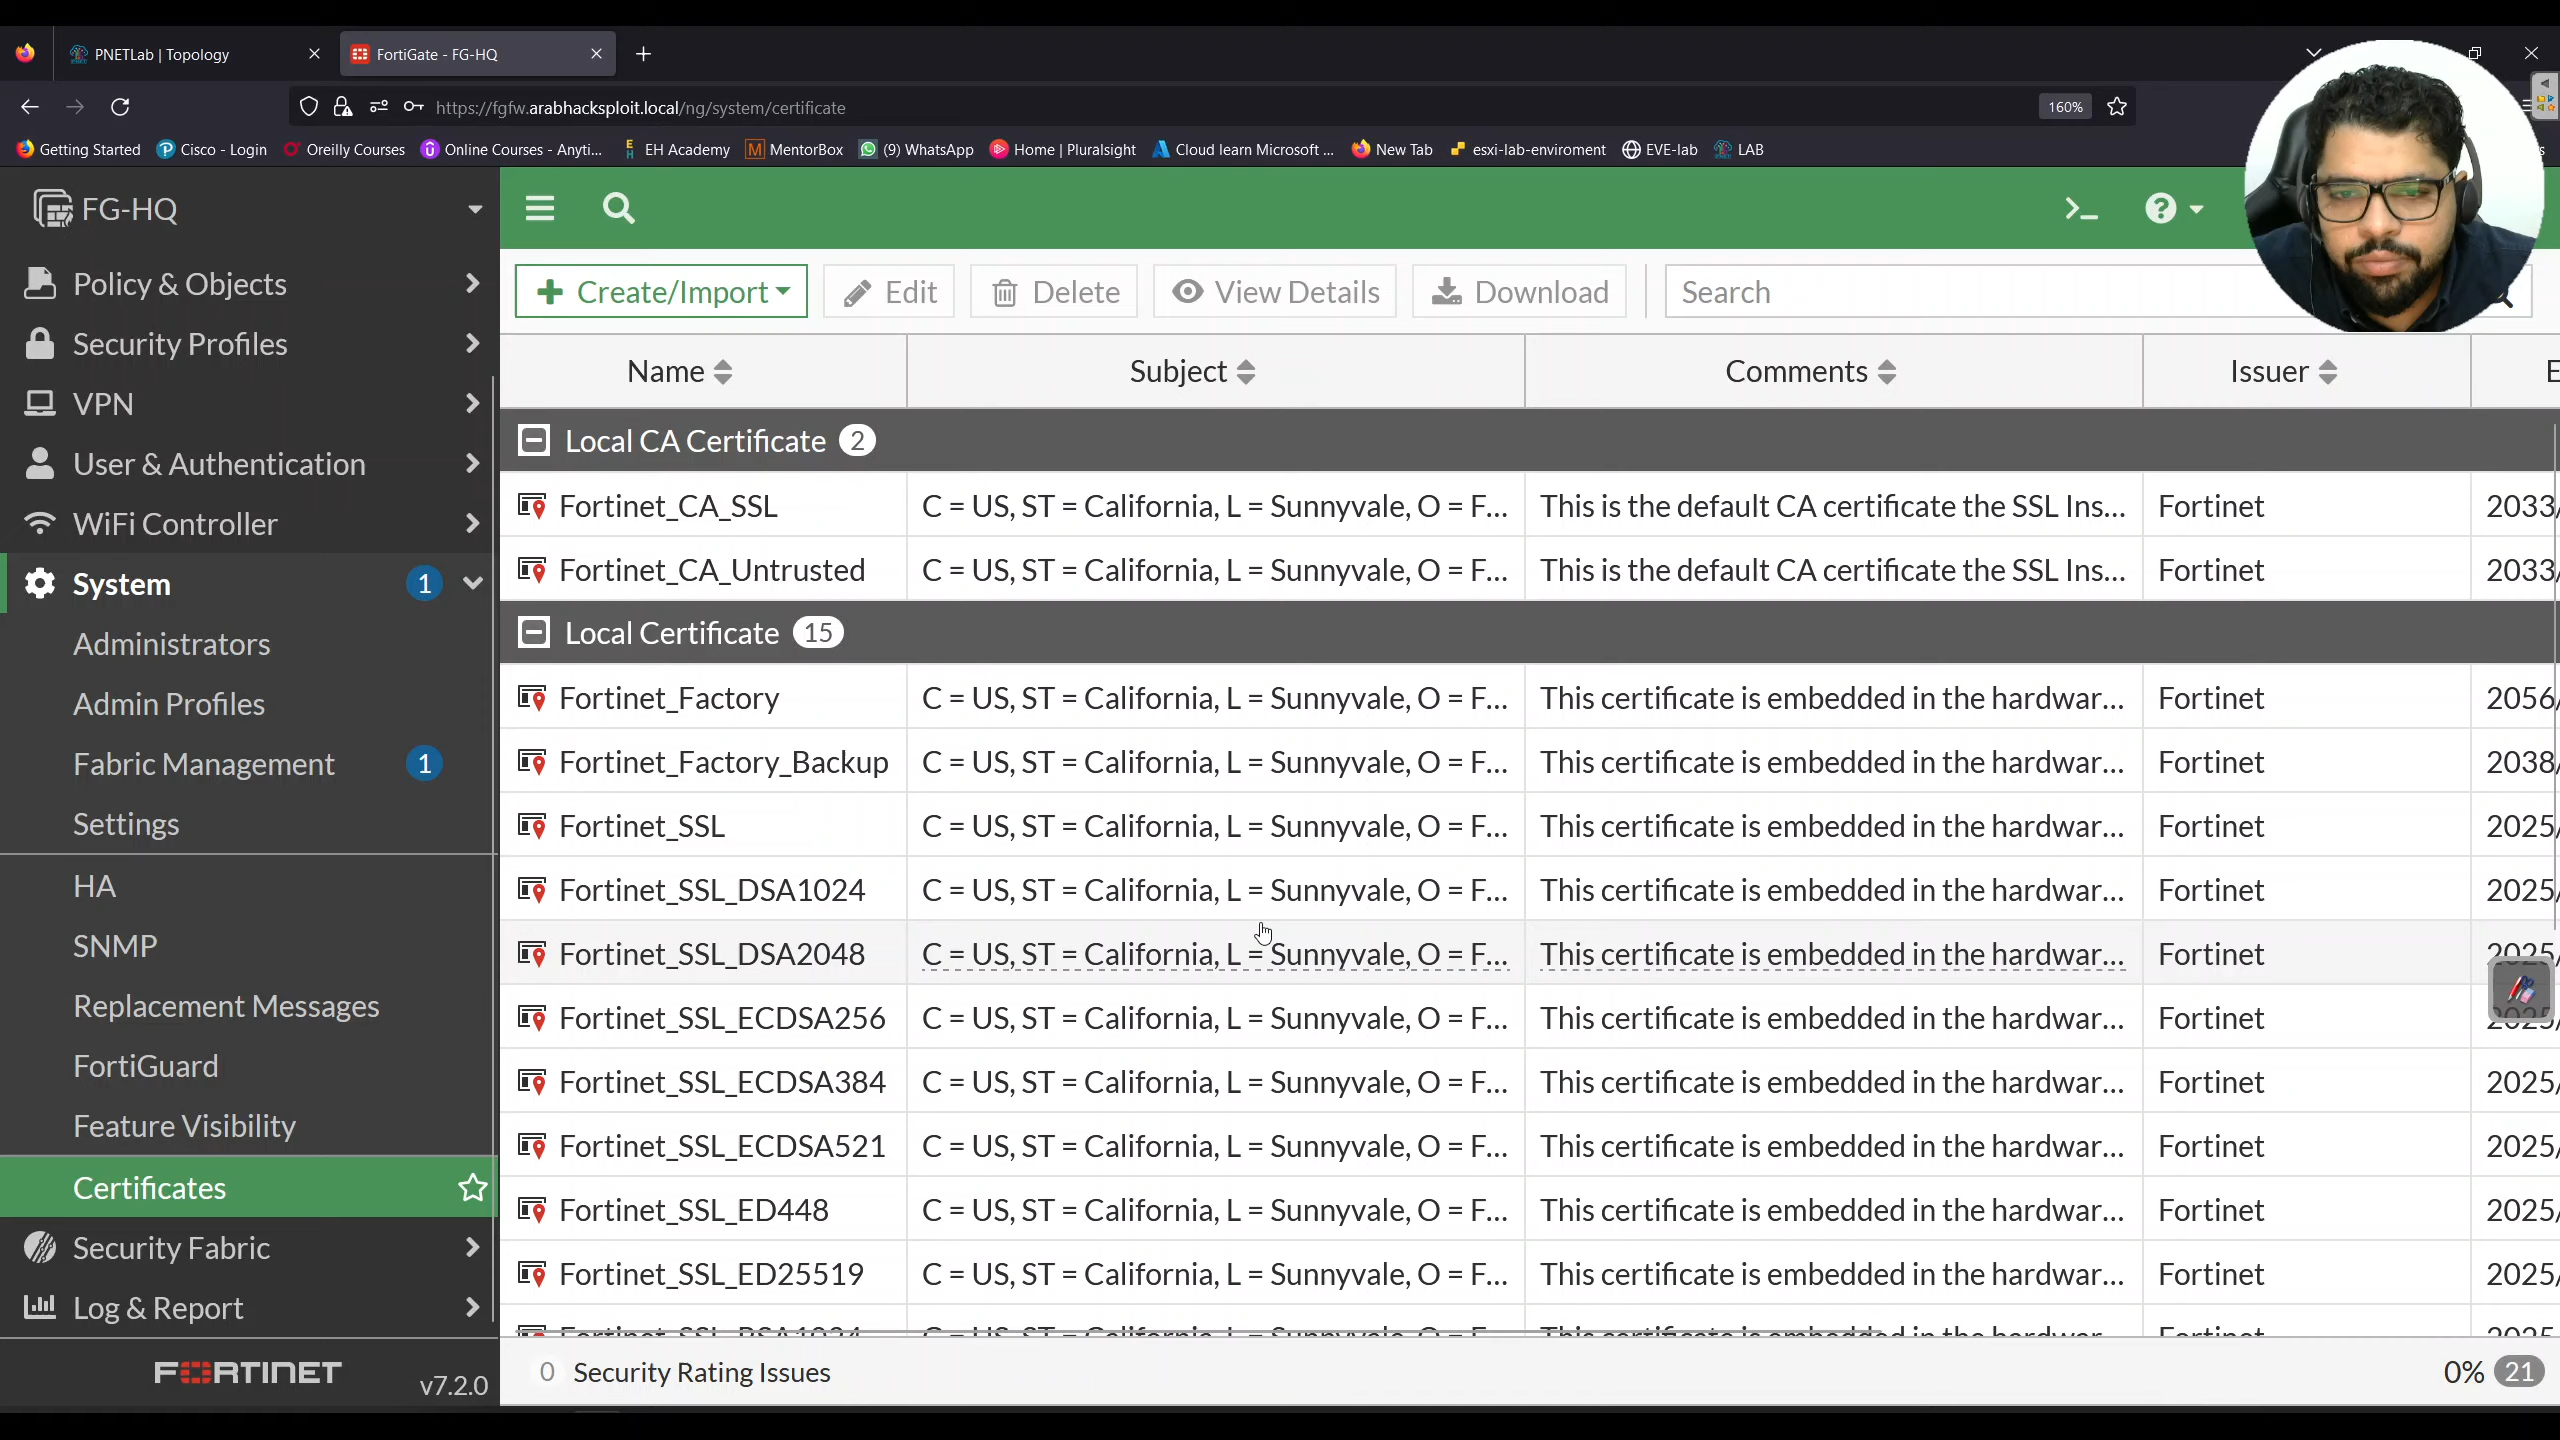 PNETLab | Topology
FortiGate - FG-HQ
https://fgfw.arabhacksploit.local/ng/system/certificate
160%
Getting Started
Cisco - Login
Oreilly Courses
Online Courses - Anyti...
EH Academy
MentorBox
(9) WhatsApp
Home | Pluralsight
Cloud learn Microsoft ...
New Tab
esxi-lab-enviroment
EVE-lab
LAB
FG-HQ
Policy & Objects
Security Profiles
VPN
User & Authentication
WiFi Controller
System 1
Administrators
Admin Profiles
Fabric Management 1
Settings
HA
SNMP
Replacement Messages
FortiGuard
Feature Visibility
Certificates
Security Fabric
Log & Report
FORTINET v7.2.0
Create/Import Edit Delete View Details Download Search
Name Subject Comments Issuer
Local CA Certificate 2
Fortinet_CA_SSL C = US, ST = California, L = Sunnyvale, O = F... This is the default CA certificate the SSL Ins... Fortinet 2033/
Fortinet_CA_Untrusted C = US, ST = California, L = Sunnyvale, O = F... This is the default CA certificate the SSL Ins... Fortinet 2033/
Local Certificate 15
Fortinet_Factory C = US, ST = California, L = Sunnyvale, O = F... This certificate is embedded in the hardwar... Fortinet 2056/
Fortinet_Factory_Backup C = US, ST = California, L = Sunnyvale, O = F... This certificate is embedded in the hardwar... Fortinet 2038/
Fortinet_SSL C = US, ST = California, L = Sunnyvale, O = F... This certificate is embedded in the hardwar... Fortinet 2025/
Fortinet_SSL_DSA1024 C = US, ST = California, L = Sunnyvale, O = F... This certificate is embedded in the hardwar... Fortinet 2025/
Fortinet_SSL_DSA2048 C = US, ST = California, L = Sunnyvale, O = F... This certificate is embedded in the hardwar... Fortinet 2025/
Fortinet_SSL_ECDSA256 C = US, ST = California, L = Sunnyvale, O = F... This certificate is embedded in the hardwar... Fortinet 2025/
Fortinet_SSL_ECDSA384 C = US, ST = California, L = Sunnyvale, O = F... This certificate is embedded in the hardwar... Fortinet 2025/
Fortinet_SSL_ECDSA521 C = US, ST = California, L = Sunnyvale, O = F... This certificate is embedded in the hardwar... Fortinet 2025/
Fortinet_SSL_ED448 C = US, ST = California, L = Sunnyvale, O = F... This certificate is embedded in the hardwar... Fortinet 2025/
Fortinet_SSL_ED25519 C = US, ST = California, L = Sunnyvale, O = F... This certificate is embedded in the hardwar... Fortinet 2025/
0 Security Rating Issues 0% 21